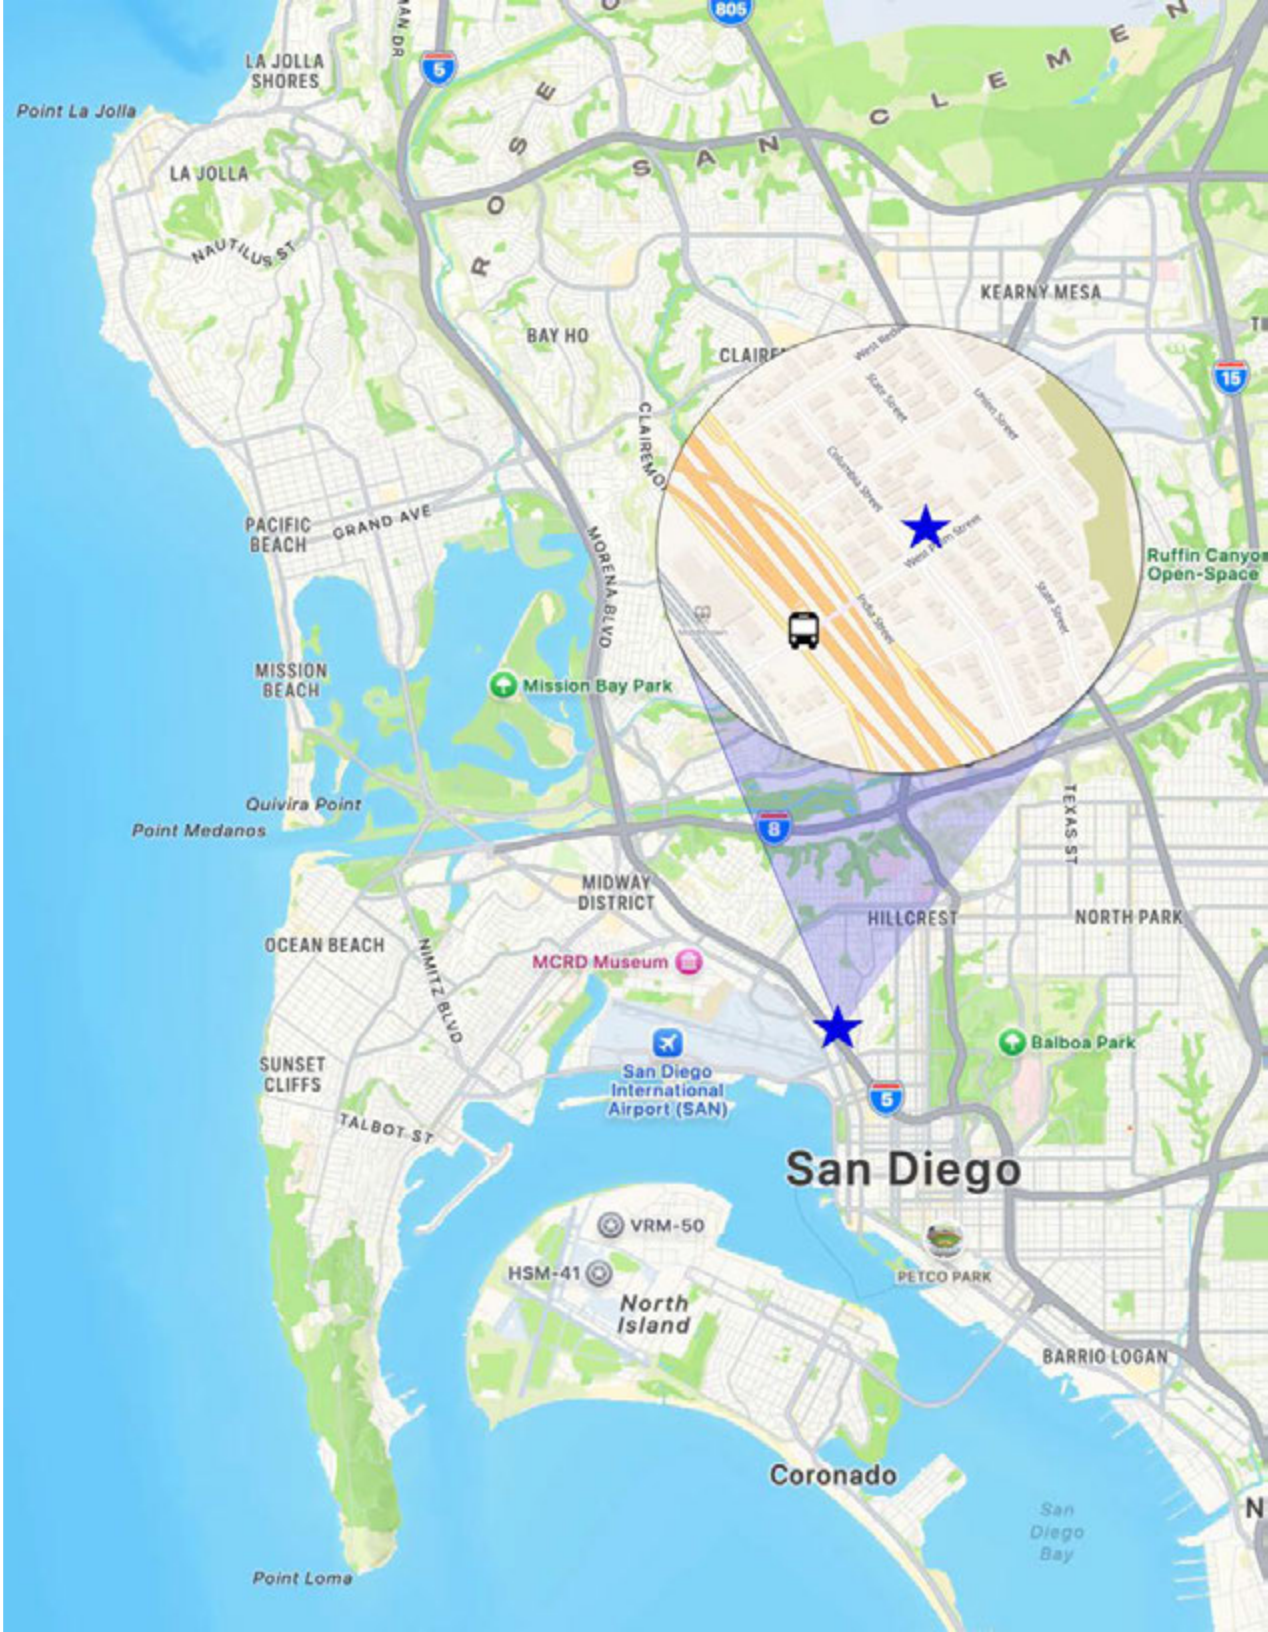 805
LA JOLLA
SHORES
5
Point La Jolla
ROSE
SAN CLEMEN
LA JOLLA
NAUTILUS ST
KEARNY MESA
BAY HO
15
State Street
Union Street
Columbia Street
PACIFIC
BEACH
GRAND AVE
MORENA BLVD
West Palm Street
Ruffin Canyon
Open-Space
State Street
India Street
MISSION
BEACH
Mission Bay Park
Quivira Point
Point Medanos
8
TEXAS ST
MIDWAY
DISTRICT
HILLCREST
NORTH PARK
OCEAN BEACH
NIMITZ BLVD
MCRD Museum
Balboa Park
SUNSET
CLIFFS
San Diego
International
Airport (SAN)
5
TALBOT ST
San Diego
VRM-50
HSM-41
North
Island
PETCO PARK
BARRIO LOGAN
Coronado
San
Diego
Bay
N
Point Loma